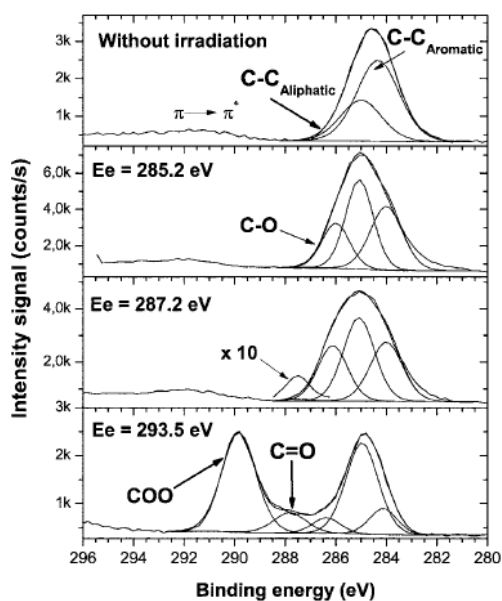 Without irradiation
C-C Aromatic
C-C Aliphatic
π → π*
3k
2k
1k
Ee = 285.2 eV
C-O
6,0k
4,0k
2,0k
Ee = 287.2 eV
x 10
4,0k
2,0k
3k
Ee = 293.5 eV
COO
C=O
2k
1k
296 294 292 290 288 286 284 282 280
Binding energy (eV)
Intensity signal (counts/s)